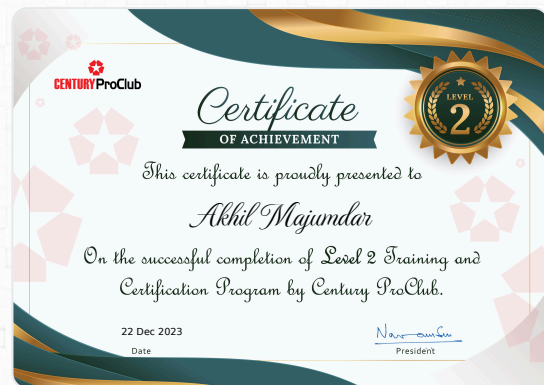 CENTURY ProClub
LEVEL
2
Certificate
OF ACHIEVEMENT
This certificate is proudly presented to
Akhil Majumdar
On the successful completion of Level 2 Training and
Certification Program by Century ProClub.
22 Dec 2023
Date
President